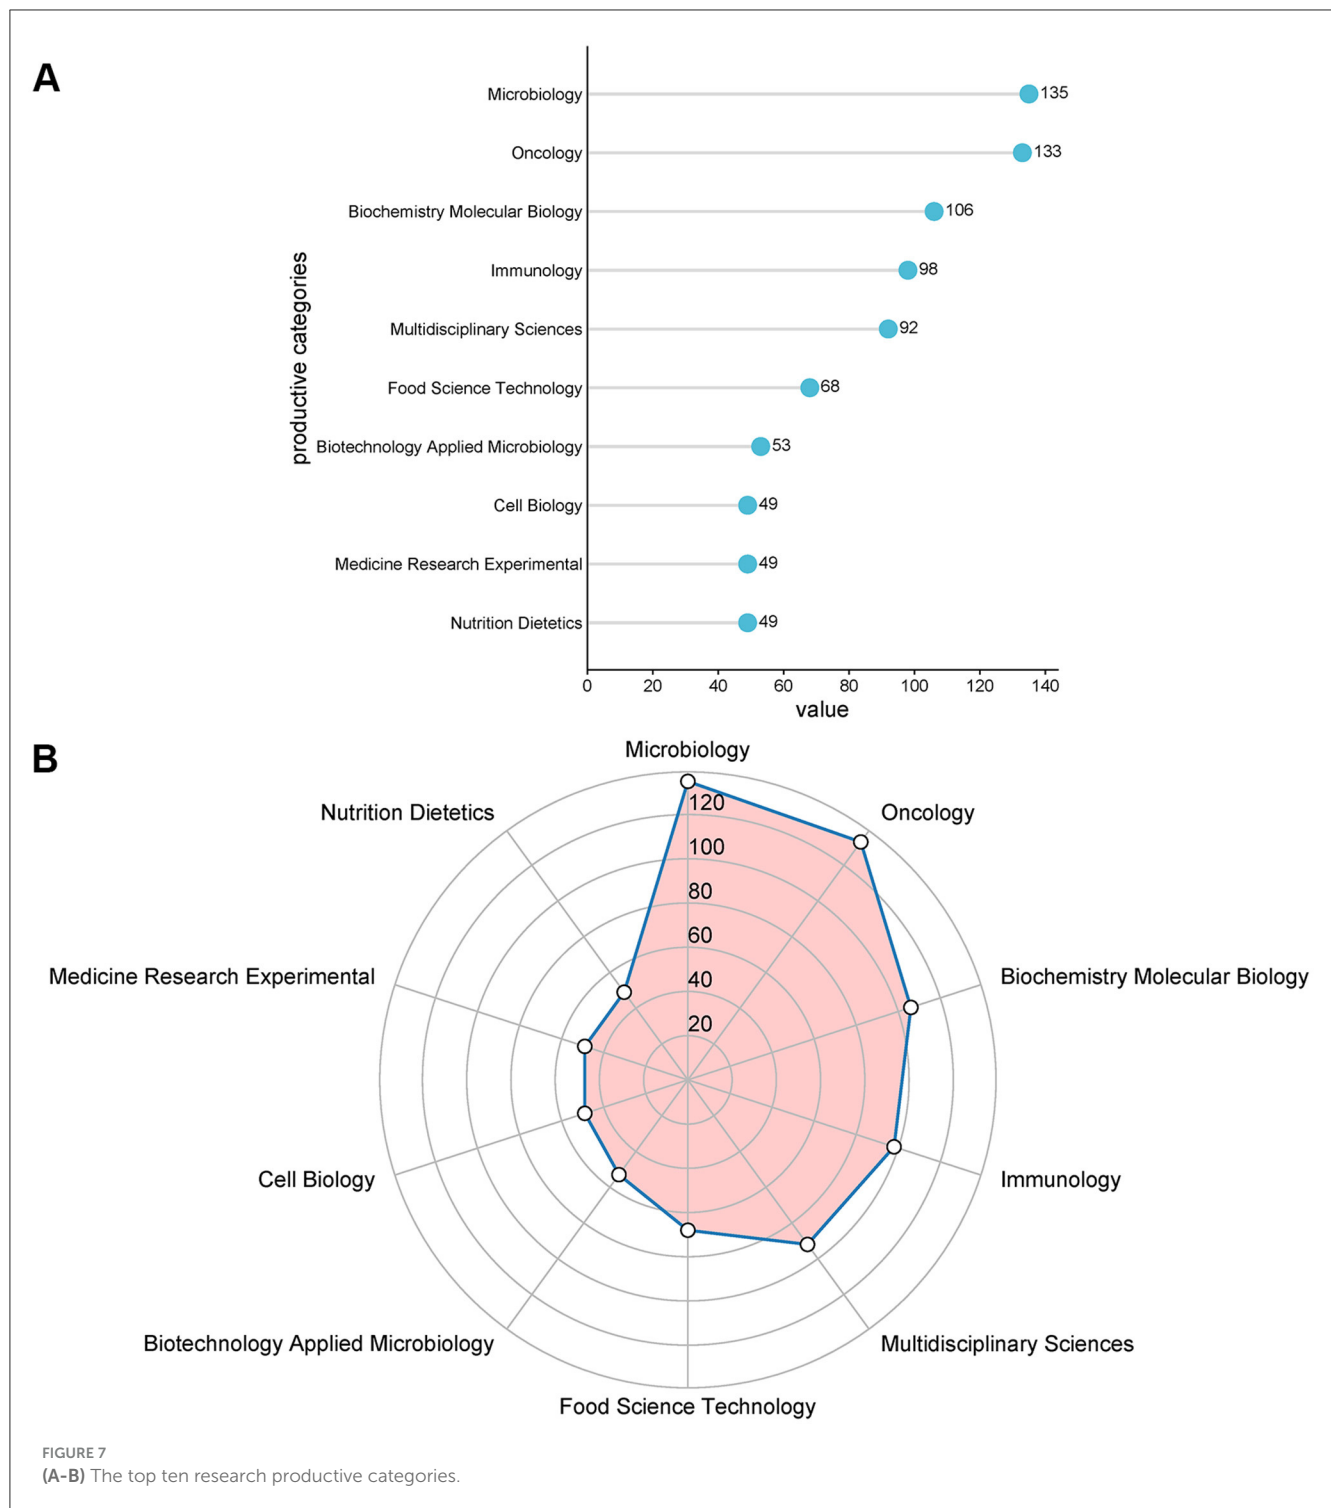 A
Microbiology 135
Oncology 133
Biochemistry Molecular Biology 106
Immunology 98
Multidisciplinary Sciences 92
Food Science Technology 68
Biotechnology Applied Microbiology 53
Cell Biology 49
Medicine Research Experimental 49
Nutrition Dietetics 49
productive categories
0 20 40 60 80 100 120 140
value
B
Microbiology
Nutrition Dietetics
Oncology
120
100
80
60
40
20
Medicine Research Experimental
Biochemistry Molecular Biology
Cell Biology
Immunology
Biotechnology Applied Microbiology
Multidisciplinary Sciences
Food Science Technology
FIGURE 7
(A-B) The top ten research productive categories.